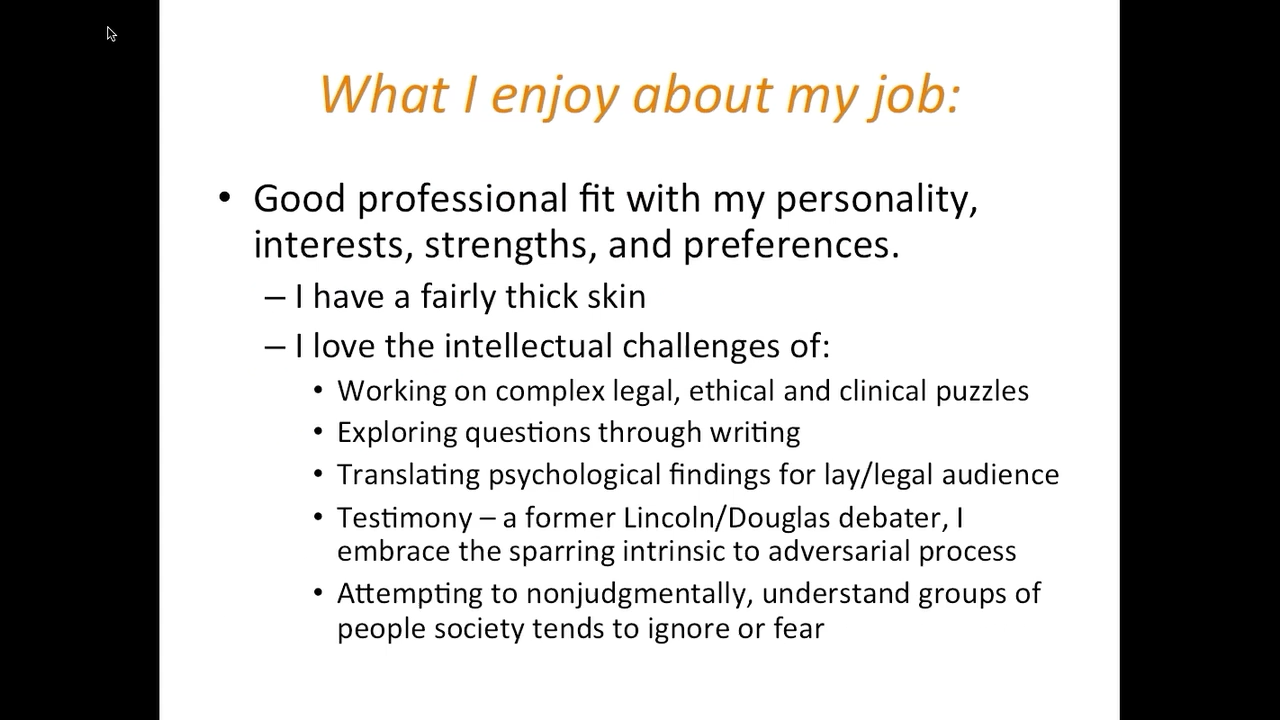 What I enjoy about my job:
• Good professional fit with my personality,
interests, strengths, and preferences.
– I have a fairly thick skin
– I love the intellectual challenges of:
• Working on complex legal, ethical and clinical puzzles
• Exploring questions through writing
• Translating psychological findings for lay/legal audience
• Testimony – a former Lincoln/Douglas debater, I
embrace the sparring intrinsic to adversarial process
• Attempting to nonjudgmentally, understand groups of
people society tends to ignore or fear